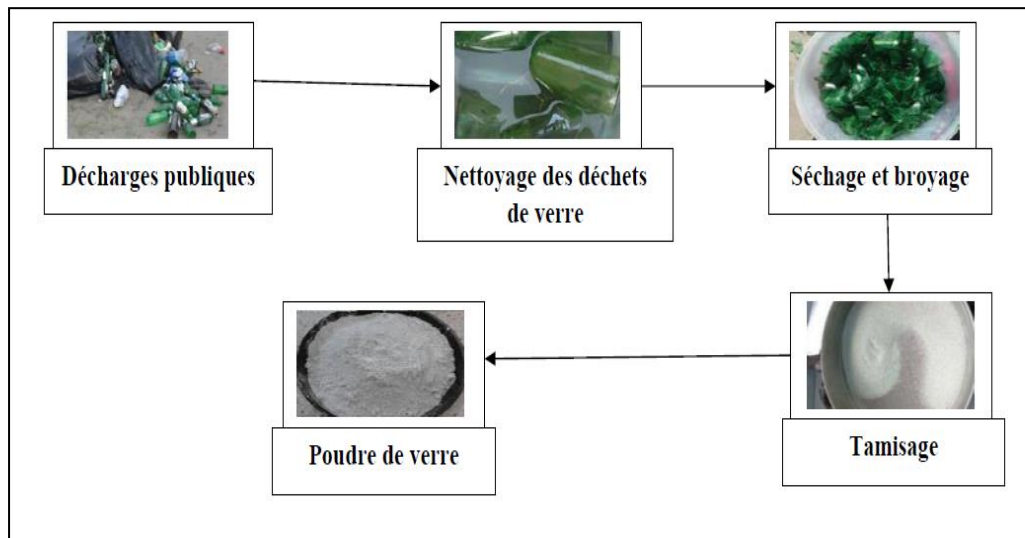 Décharges publiques
Nettoyage des déchets
de verre
Séchage et broyage
Tamisage
Poudre de verre